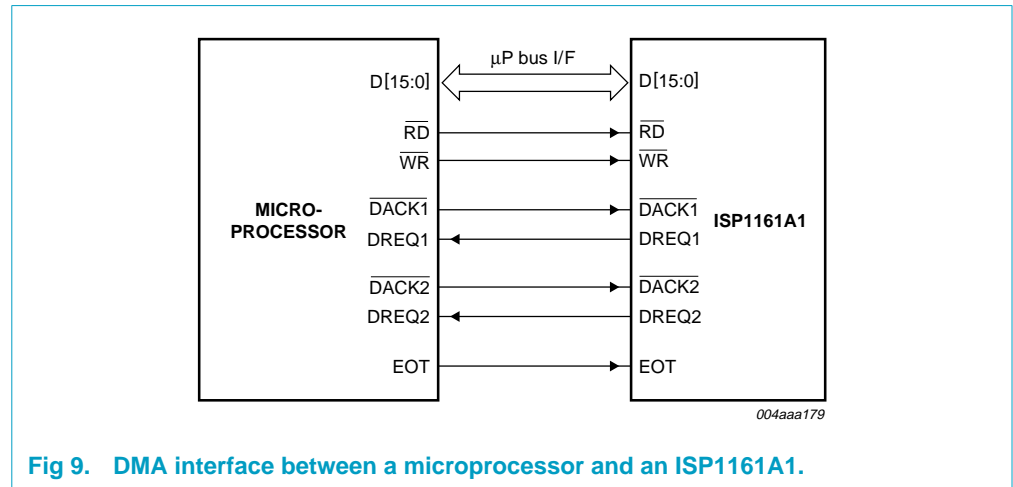 μP bus I/F
D[15:0] D[15:0]
RD RD
WR WR
MICRO-
PROCESSOR
DACK1 DACK1
ISP1161A1
DREQ1 DREQ1
DACK2 DACK2
DREQ2 DREQ2
EOT EOT
004aaa179
Fig 9. DMA interface between a microprocessor and an ISP1161A1.